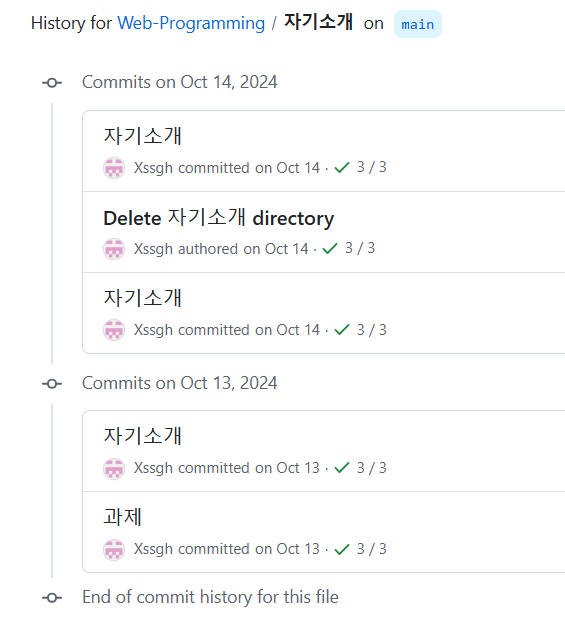 History for Web-Programming / 자기소개 on main
Commits on Oct 14, 2024
자기소개
Xssgh committed on Oct 14 · 3 / 3
Delete 자기소개 directory
Xssgh authored on Oct 14 · 3 / 3
자기소개
Xssgh committed on Oct 14 · 3 / 3
Commits on Oct 13, 2024
자기소개
Xssgh committed on Oct 13 · 3 / 3
과제
Xssgh committed on Oct 13 · 3 / 3
End of commit history for this file